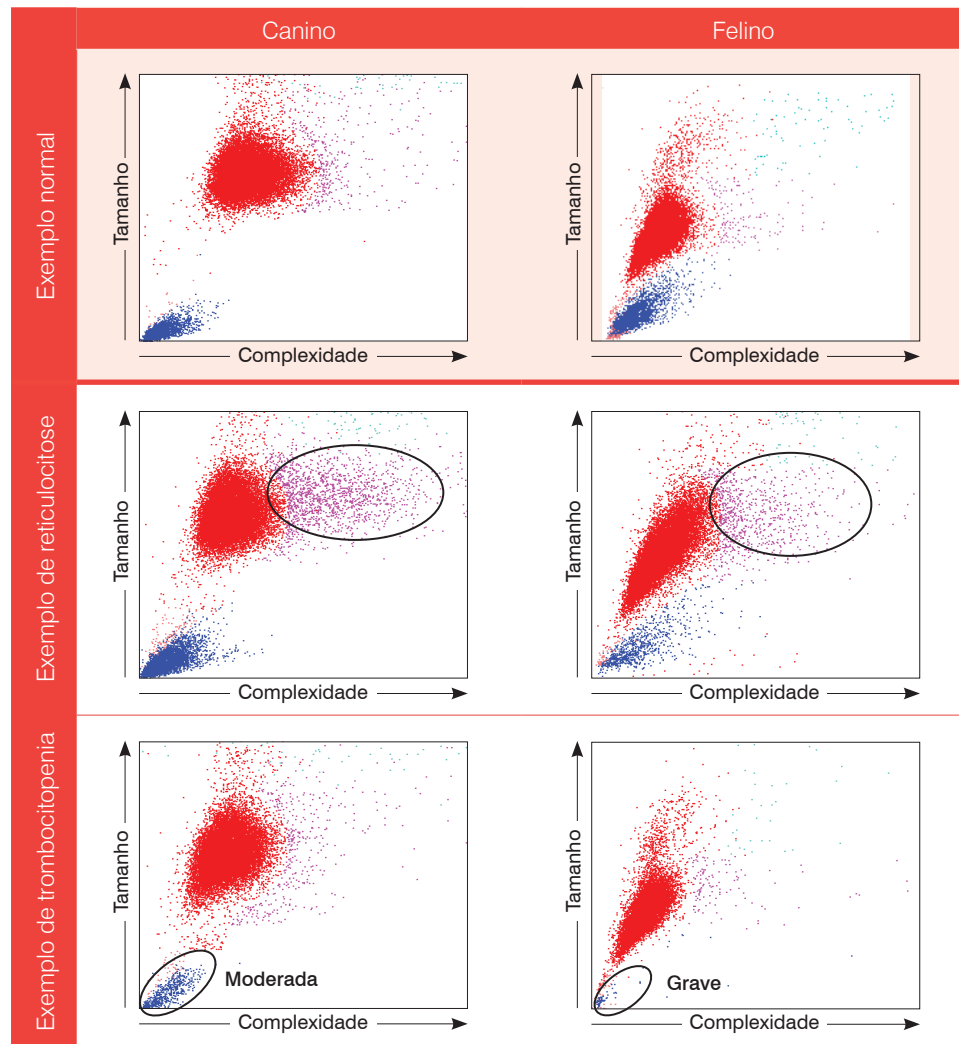 Canino
Felino
Exemplo normal
Tamanho
Complexidade
Tamanho
Complexidade
Exemplo de reticulocitose
Tamanho
Complexidade
Tamanho
Complexidade
Exemplo de trombocitopenia
Tamanho
Moderada
Complexidade
Tamanho
Grave
Complexidade